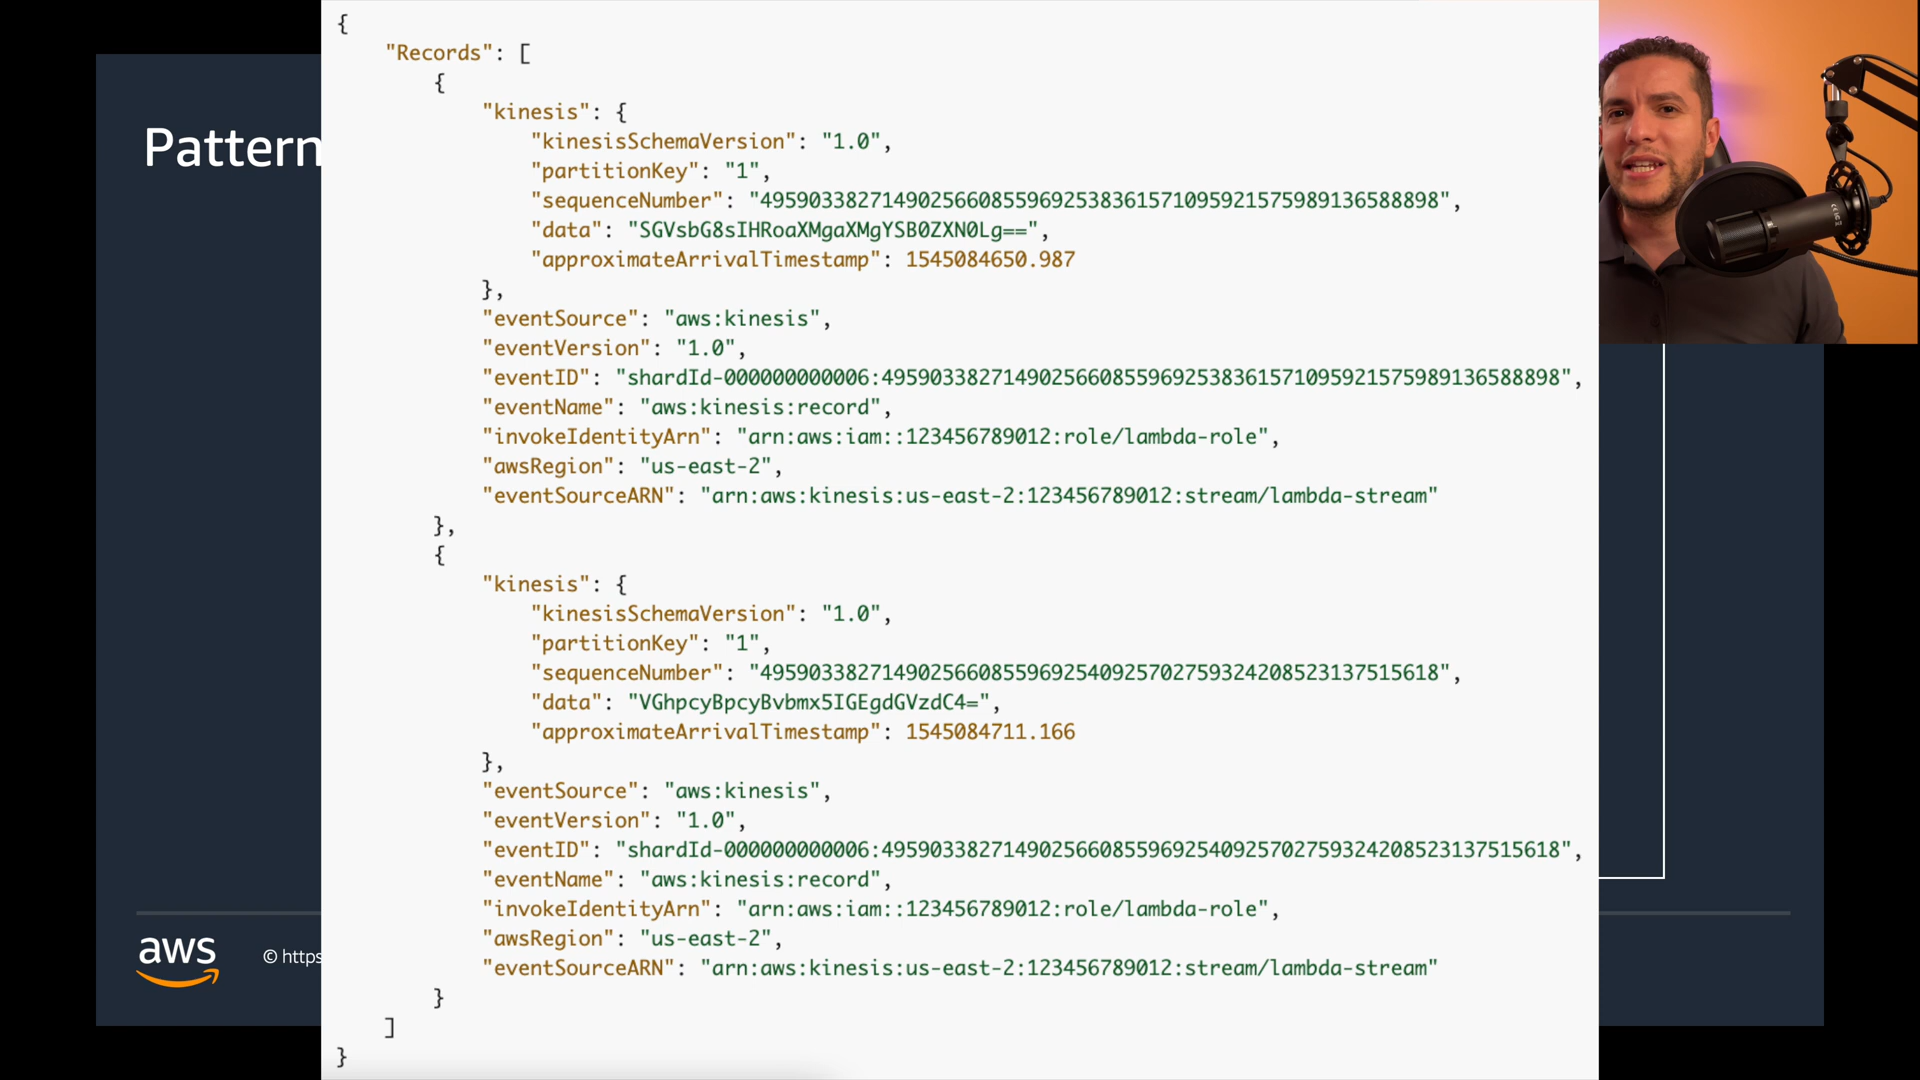 {
"Records": [
{
"kinesis": {
"kinesisSchemaVersion": "1.0",
"partitionKey": "1",
"sequenceNumber": "49590338271490256608559692538361571095921575989136588898",
"data": "SGVsbG8sIHRoaXMgaXMgYSB0ZXN0Lg==",
"approximateArrivalTimestamp": 1545084650.987
},
"eventSource": "aws:kinesis",
"eventVersion": "1.0",
"eventID": "shardId-000000000006:49590338271490256608559692538361571095921575989136588898",
"eventName": "aws:kinesis:record",
"invokeIdentityArn": "arn:aws:iam::123456789012:role/lambda-role",
"awsRegion": "us-east-2",
"eventSourceARN": "arn:aws:kinesis:us-east-2:123456789012:stream/lambda-stream"
},
{
"kinesis": {
"kinesisSchemaVersion": "1.0",
"partitionKey": "1",
"sequenceNumber": "49590338271490256608559692540925702759324208523137515618",
"data": "VGhpcyBpcyBvbmx5IGEgdGVzdC4=",
"approximateArrivalTimestamp": 1545084711.166
},
"eventSource": "aws:kinesis",
"eventVersion": "1.0",
"eventID": "shardId-000000000006:49590338271490256608559692540925702759324208523137515618",
"eventName": "aws:kinesis:record",
"invokeIdentityArn": "arn:aws:iam::123456789012:role/lambda-role",
"awsRegion": "us-east-2",
"eventSourceARN": "arn:aws:kinesis:us-east-2:123456789012:stream/lambda-stream"
}
]
}
Pattern
aws
© https